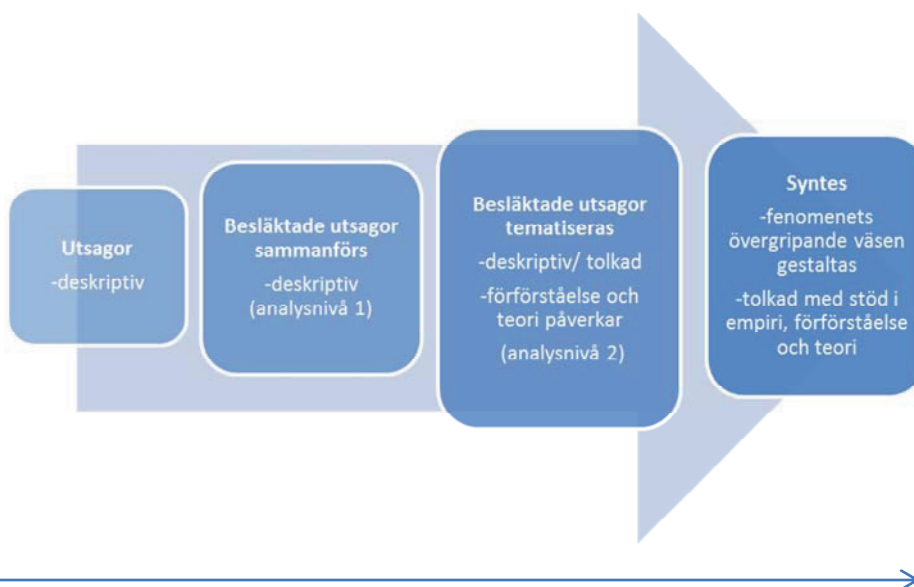 Utsagor
-deskriptiv
Besläktade utsagor
sammanförs
-deskriptiv
(analysnivå 1)
Besläktade utsagor
tematiseras
-deskriptiv/ tolkad
-förförståelse och
teori påverkar
(analysnivå 2)
Syntes
-fenomenets
övergripande väsen
gestaltas
-tolkad med stöd i
empiri, förförståelse
och teori